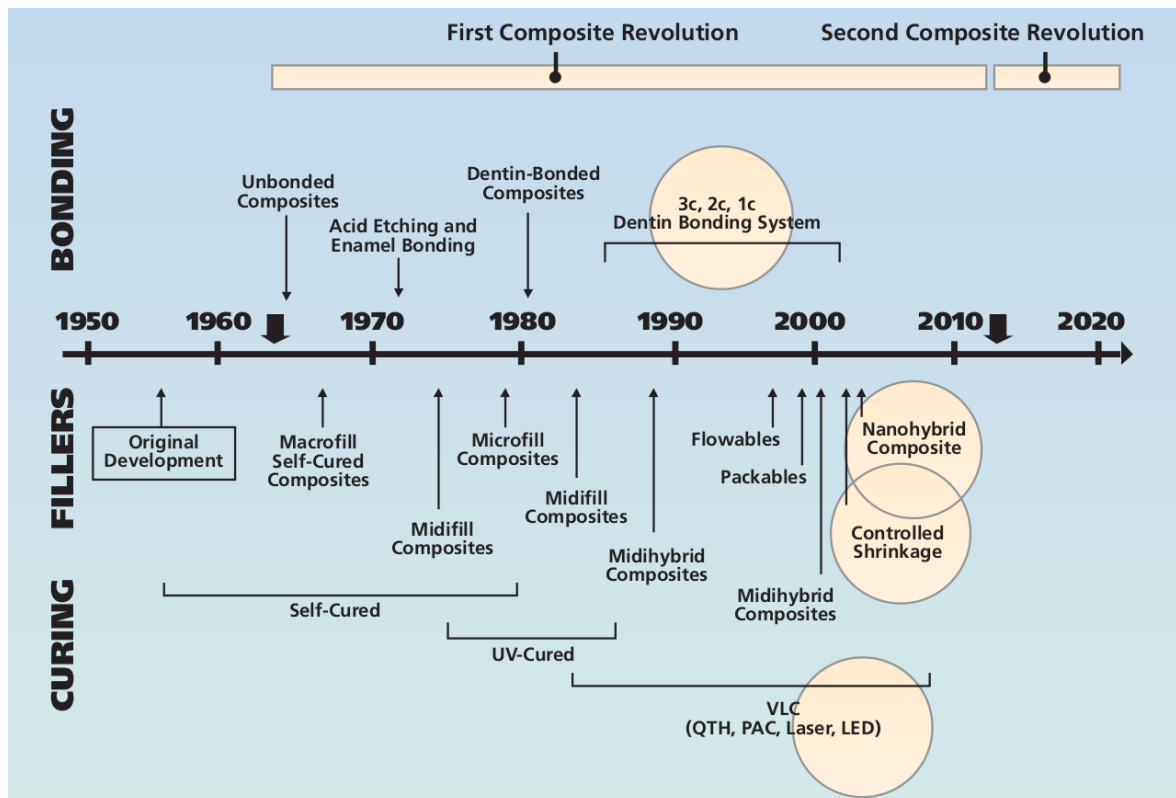 First Composite Revolution
Second Composite Revolution
BONDING
Unbonded
Composites
Acid Etching and
Enamel Bonding
Dentin-Bonded
Composites
3c, 2c, 1c
Dentin Bonding System
1950
1960
1970
1980
1990
2000
2010
2020
FILLERS
Original
Development
Macrofill
Self-Cured
Composites
Midifill
Composites
Microfill
Composites
Midifill
Composites
Midihybrid
Composites
Flowables
Packables
Midihybrid
Composites
Nanohybrid
Composite
Controlled
Shrinkage
CURING
Self-Cured
UV-Cured
VLC
(QTH, PAC, Laser, LED)